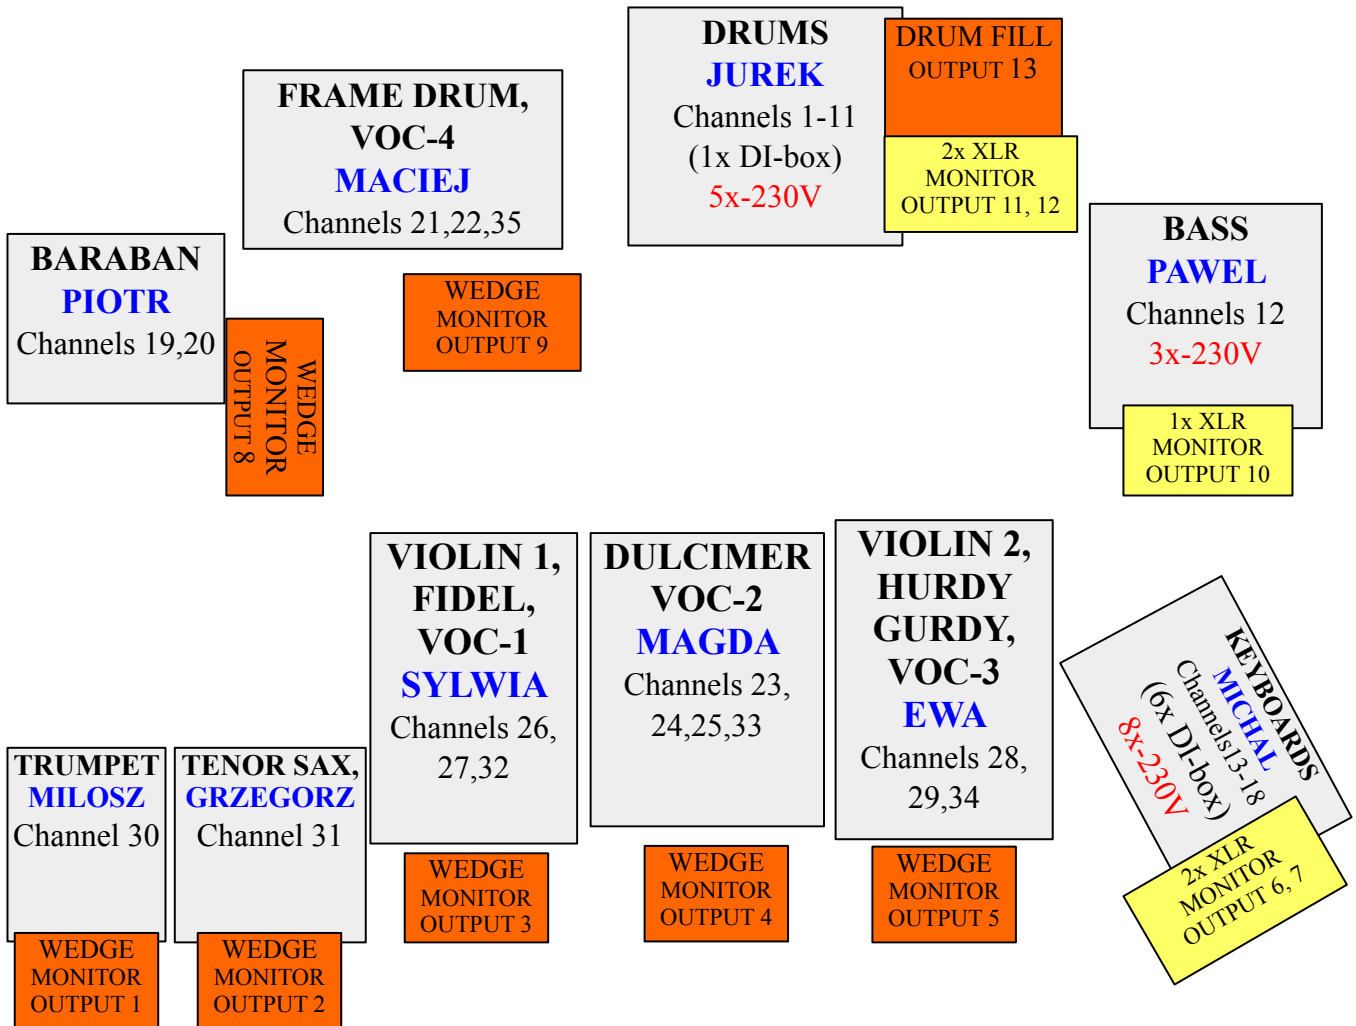 DRUMS
JUREK
Channels 1-11
(1x DI-box)
5x-230V
DRUM FILL
OUTPUT 13
2x XLR
MONITOR
OUTPUT 11, 12
FRAME DRUM,
VOC-4
MACIEJ
Channels 21,22,35
WEDGE
MONITOR
OUTPUT 9
BARABAN
PIOTR
Channels 19,20
WEDGE
MONITOR
OUTPUT 8
BASS
PAWEL
Channels 12
3x-230V
1x XLR
MONITOR
OUTPUT 10
TRUMPET
MILOSZ
Channel 30
WEDGE
MONITOR
OUTPUT 1
TENOR SAX,
GRZEGORZ
Channel 31
WEDGE
MONITOR
OUTPUT 2
VIOLIN 1,
FIDEL,
VOC-1
SYLWIA
Channels 26,
27,32
WEDGE
MONITOR
OUTPUT 3
DULCIMER
VOC-2
MAGDA
Channels 23,
24,25,33
WEDGE
MONITOR
OUTPUT 4
VIOLIN 2,
HURDY
GURDY,
VOC-3
EWA
Channels 28,
29,34
WEDGE
MONITOR
OUTPUT 5
KEYBOARDS
MICHAL
Channels13-18
(6x DI-box)
8x-230V
2x XLR
MONITOR
OUTPUT 6, 7